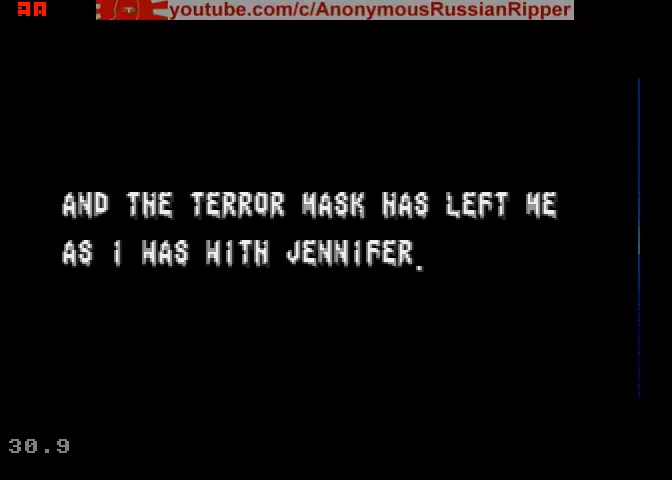 youtube.com/c/AnonymousRussianRipper
AND THE TERROR MASK HAS LEFT ME
AS I WAS WITH JENNIFER.
30.9